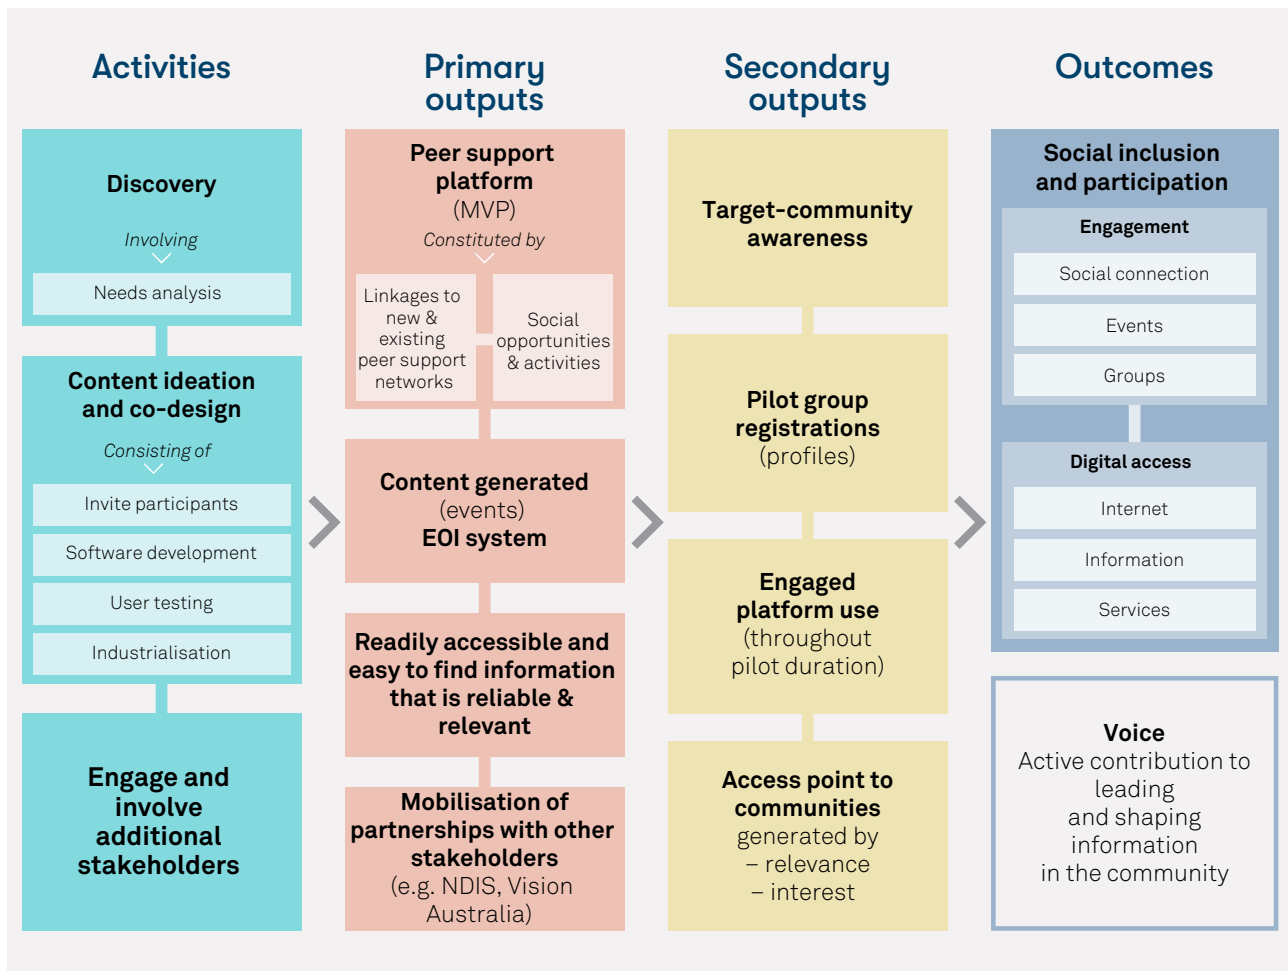 Activities
Discovery
Involving
Needs analysis
Content ideation
and co-design
Consisting of
Invite participants
Software development
User testing
Industrialisation
Engage and
involve
additional
stakeholders
Primary
outputs
Peer support
platform
(MVP)
Constituted by
Linkages to
new &
existing
peer support
networks
Social
opportunities
& activities
Content generated
(events)
EOI system
Readily accessible and
easy to find information
that is reliable &
relevant
Mobilisation of
partnerships with other
stakeholders
(e.g. NDIS, Vision
Australia)
Secondary
outputs
Target-community
awareness
Pilot group
registrations
(profiles)
Engaged
platform use
(throughout
pilot duration)
Access point to
communities
generated by
– relevance
– interest
Outcomes
Social inclusion
and participation
Engagement
Social connection
Events
Groups
Digital access
Internet
Information
Services
Voice
Active contribution to
leading
and shaping
information
in the community